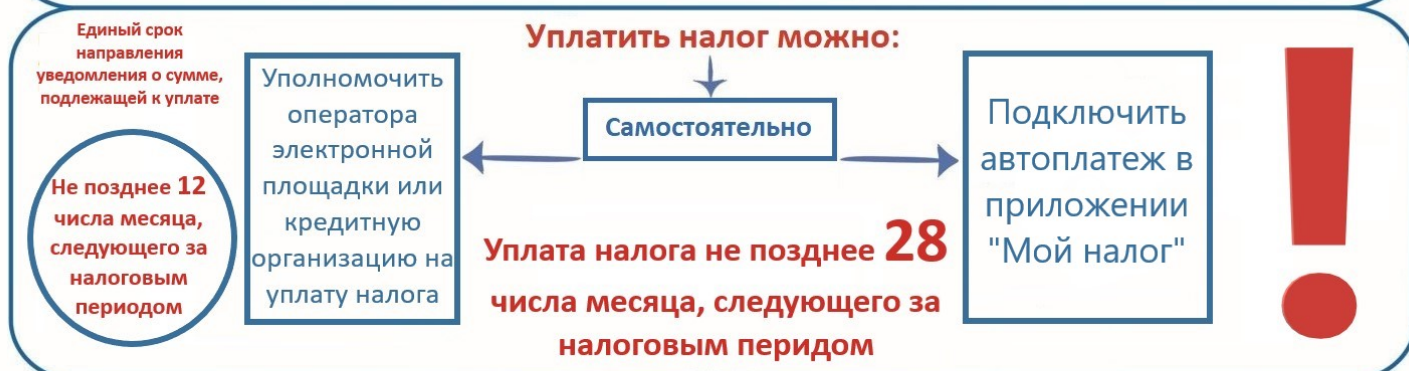 Единый срок
направления
уведомления о сумме,
подлежащей к уплате
Не позднее 12
числа месяца,
следующего за
налоговым
периодом
Уполномочить
оператора
электронной
площадки или
кредитную
организацию на
уплату налога
Уплатить налог можно:
Самостоятельно
Уплата налога не позднее 28
числа месяца, следующего за
налоговым перидом
Подключить
автоплатеж в
приложении
"Мой налог"
!